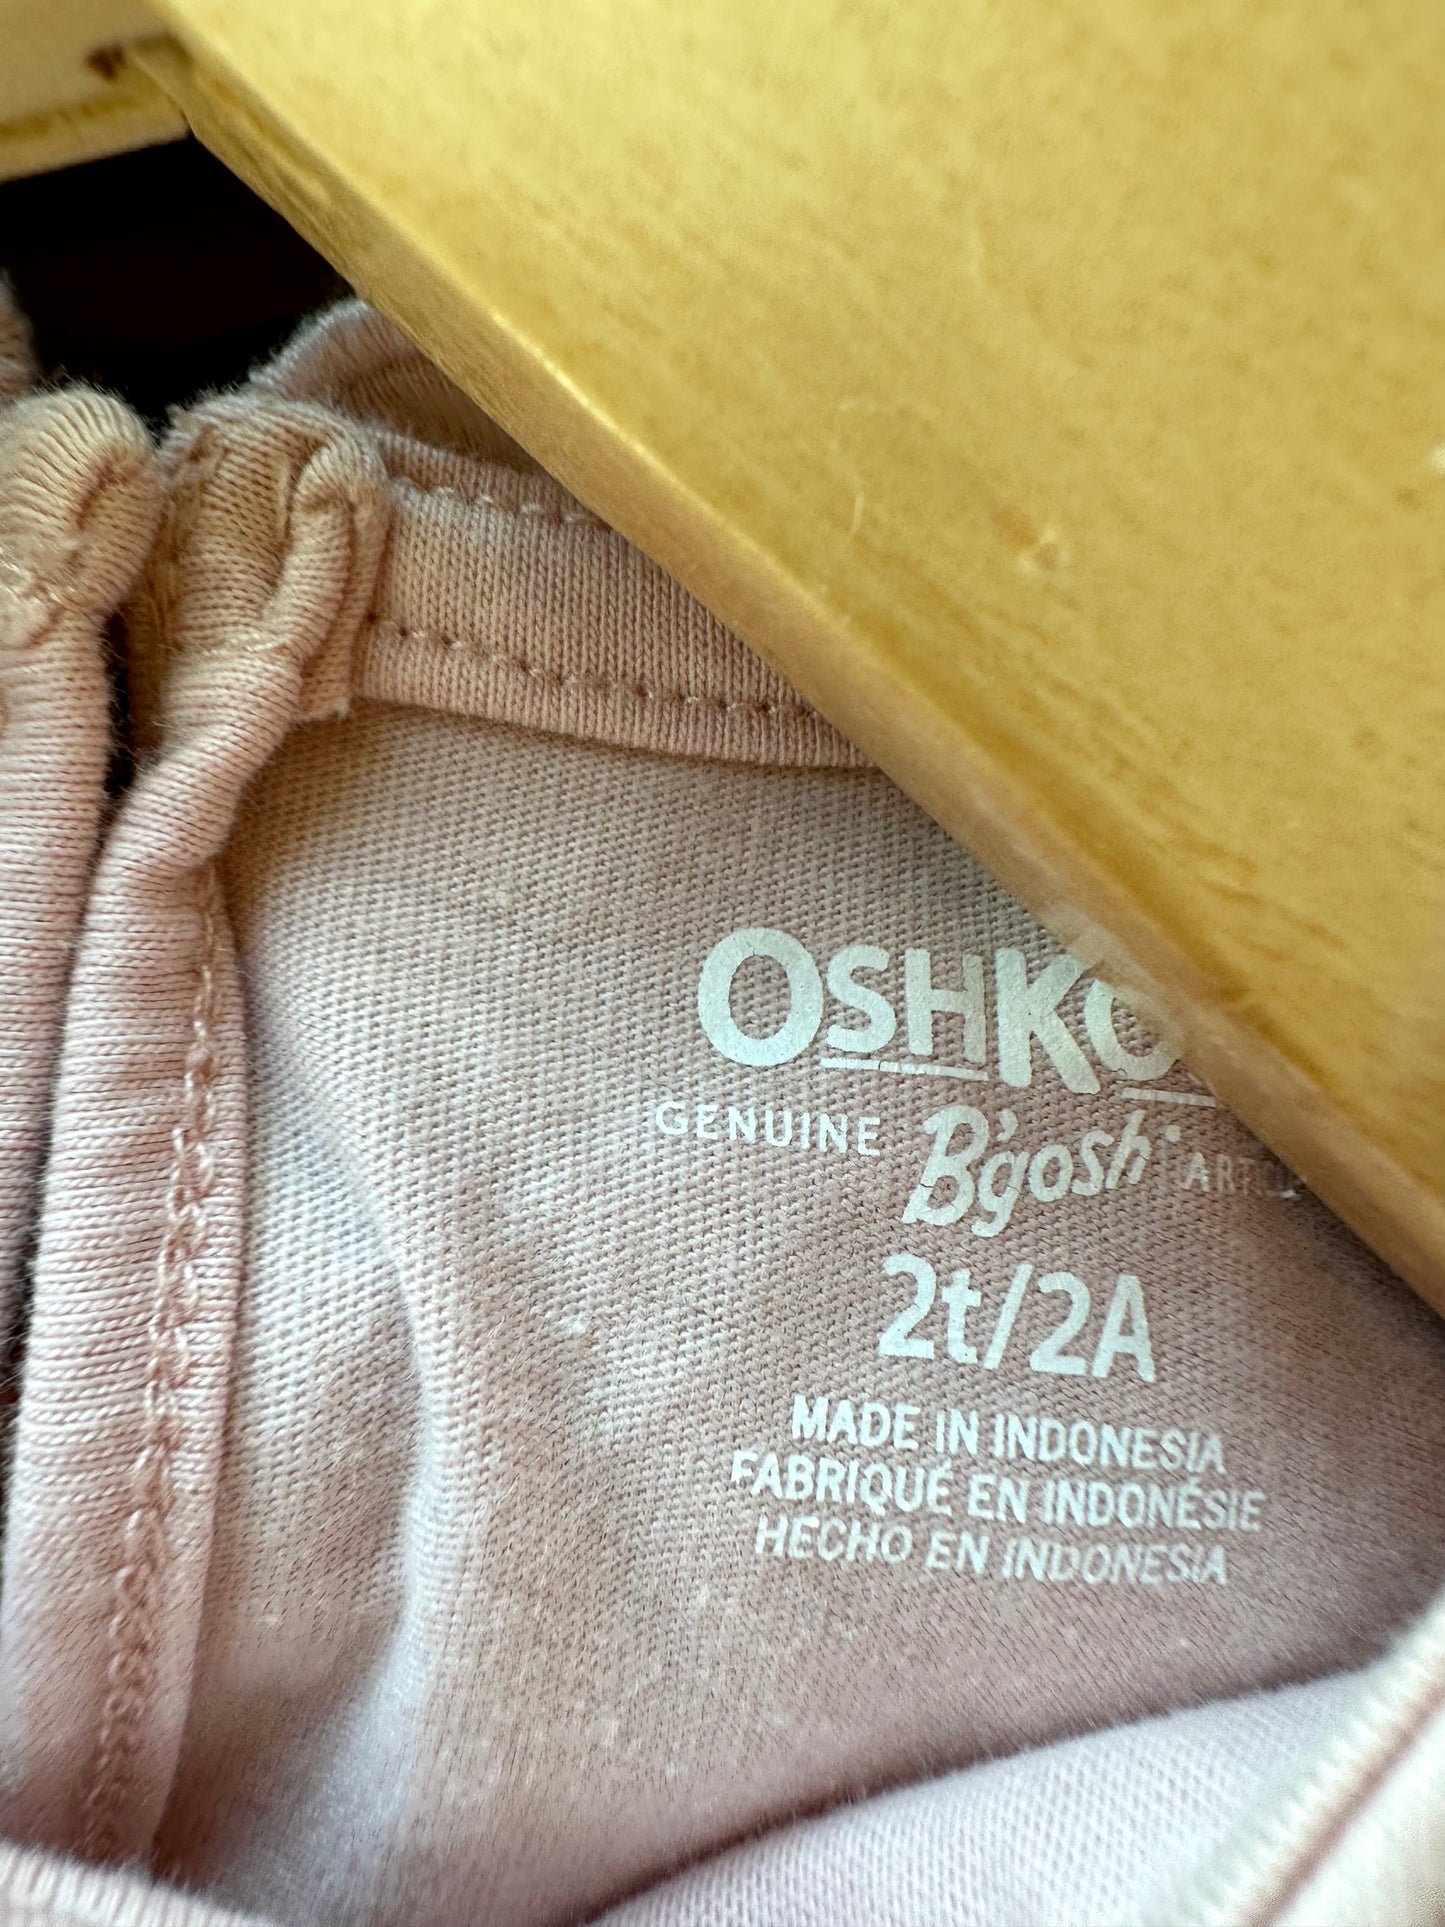 OSHKO
GENUINE B'gosh
2t/2A
MADE IN INDONESIA
FABRIQUÉ EN INDONÉSIE
HECHO EN INDONESIA